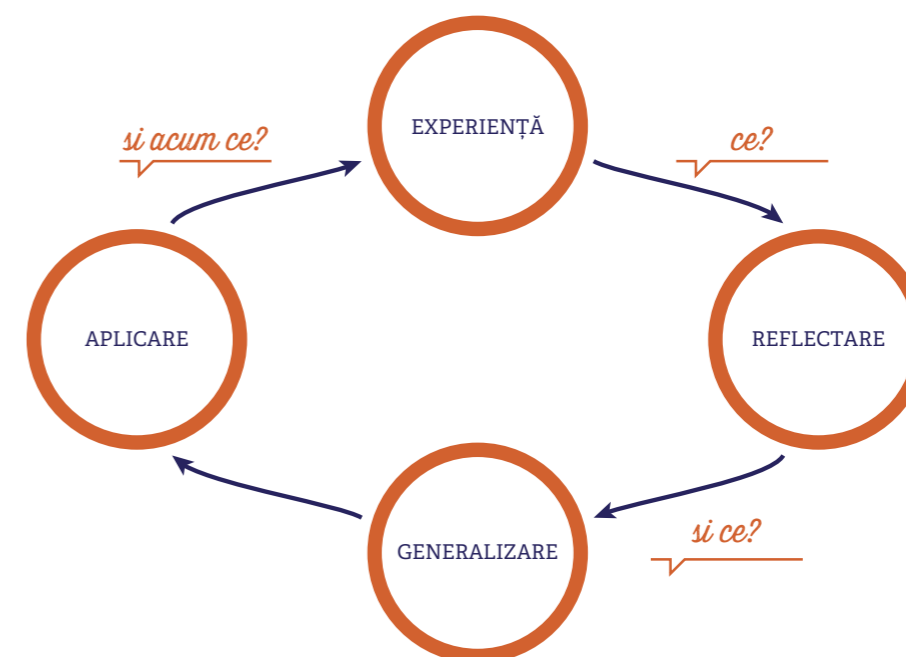 EXPERIENȚĂ
si acum ce?
ce?
APLICARE
REFLECTARE
si ce?
GENERALIZARE